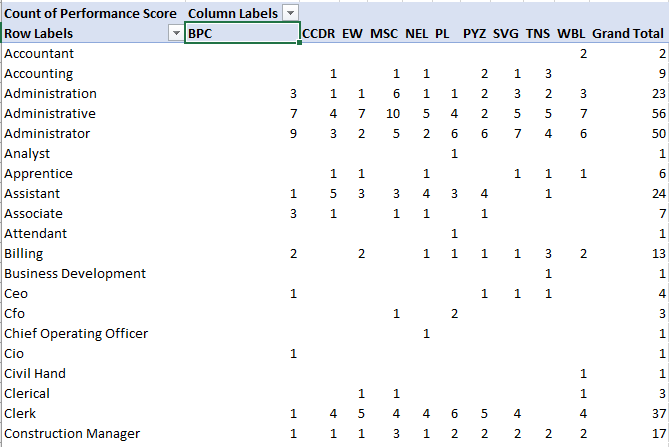 Count of Performance Score Column Labels
Row Labels BPC CCDR EW MSC NEL PL PYZ SVG TNS WBL Grand Total
Accountant 2 2
Accounting 1 1 1 2 1 3 9
Administration 3 1 1 6 1 1 2 3 2 3 23
Administrative 7 4 7 10 5 4 2 5 5 7 56
Administrator 9 3 2 5 2 6 6 7 4 6 50
Analyst 1 1
Apprentice 1 1 1 1 1 1 6
Assistant 1 5 3 3 4 3 4 1 24
Associate 3 1 1 1 1 7
Attendant 1 1
Billing 2 2 1 1 1 1 3 2 13
Business Development 1 1
Ceo 1 1 1 1 4
Cfo 1 2 3
Chief Operating Officer 1 1
Cio 1 1
Civil Hand 1 1
Clerical 1 1 1 3
Clerk 1 4 5 4 4 6 5 4 4 37
Construction Manager 1 1 1 3 1 2 2 2 2 2 17